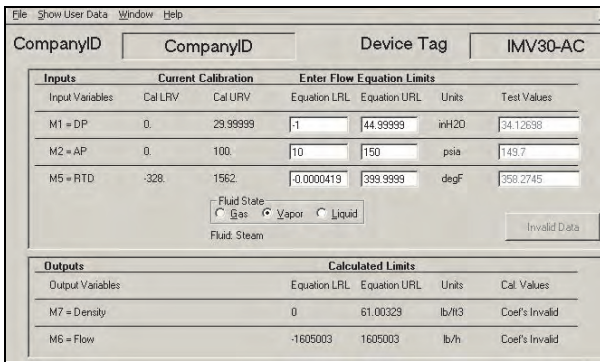 File Show User Data Window Help
CompanyID CompanyID Device Tag IMV30-AC
Inputs Current Calibration Enter Flow Equation Limits
Input Variables Cal LRV Cal URV Equation LRL Equation URL Units Test Values
M1 = DP 0. 29.99999 -1 44.99999 inH2O 34.12698
M2 = AP 0. 100. 10 150 psia 149.7
M5 = RTD -328. 1562. -0.0000419 399.9999 degF 358.2745
Fluid State
Gas Vapor Liquid
Invalid Data
Fluid: Steam
Outputs Calculated Limits
Output Variables Equation LRL Equation URL Units Cal. Values
M7 = Density 0 61.00329 lb/ft3 Coef's Invalid
M6 = Flow -1605003 1605003 lb/h Coef's Invalid